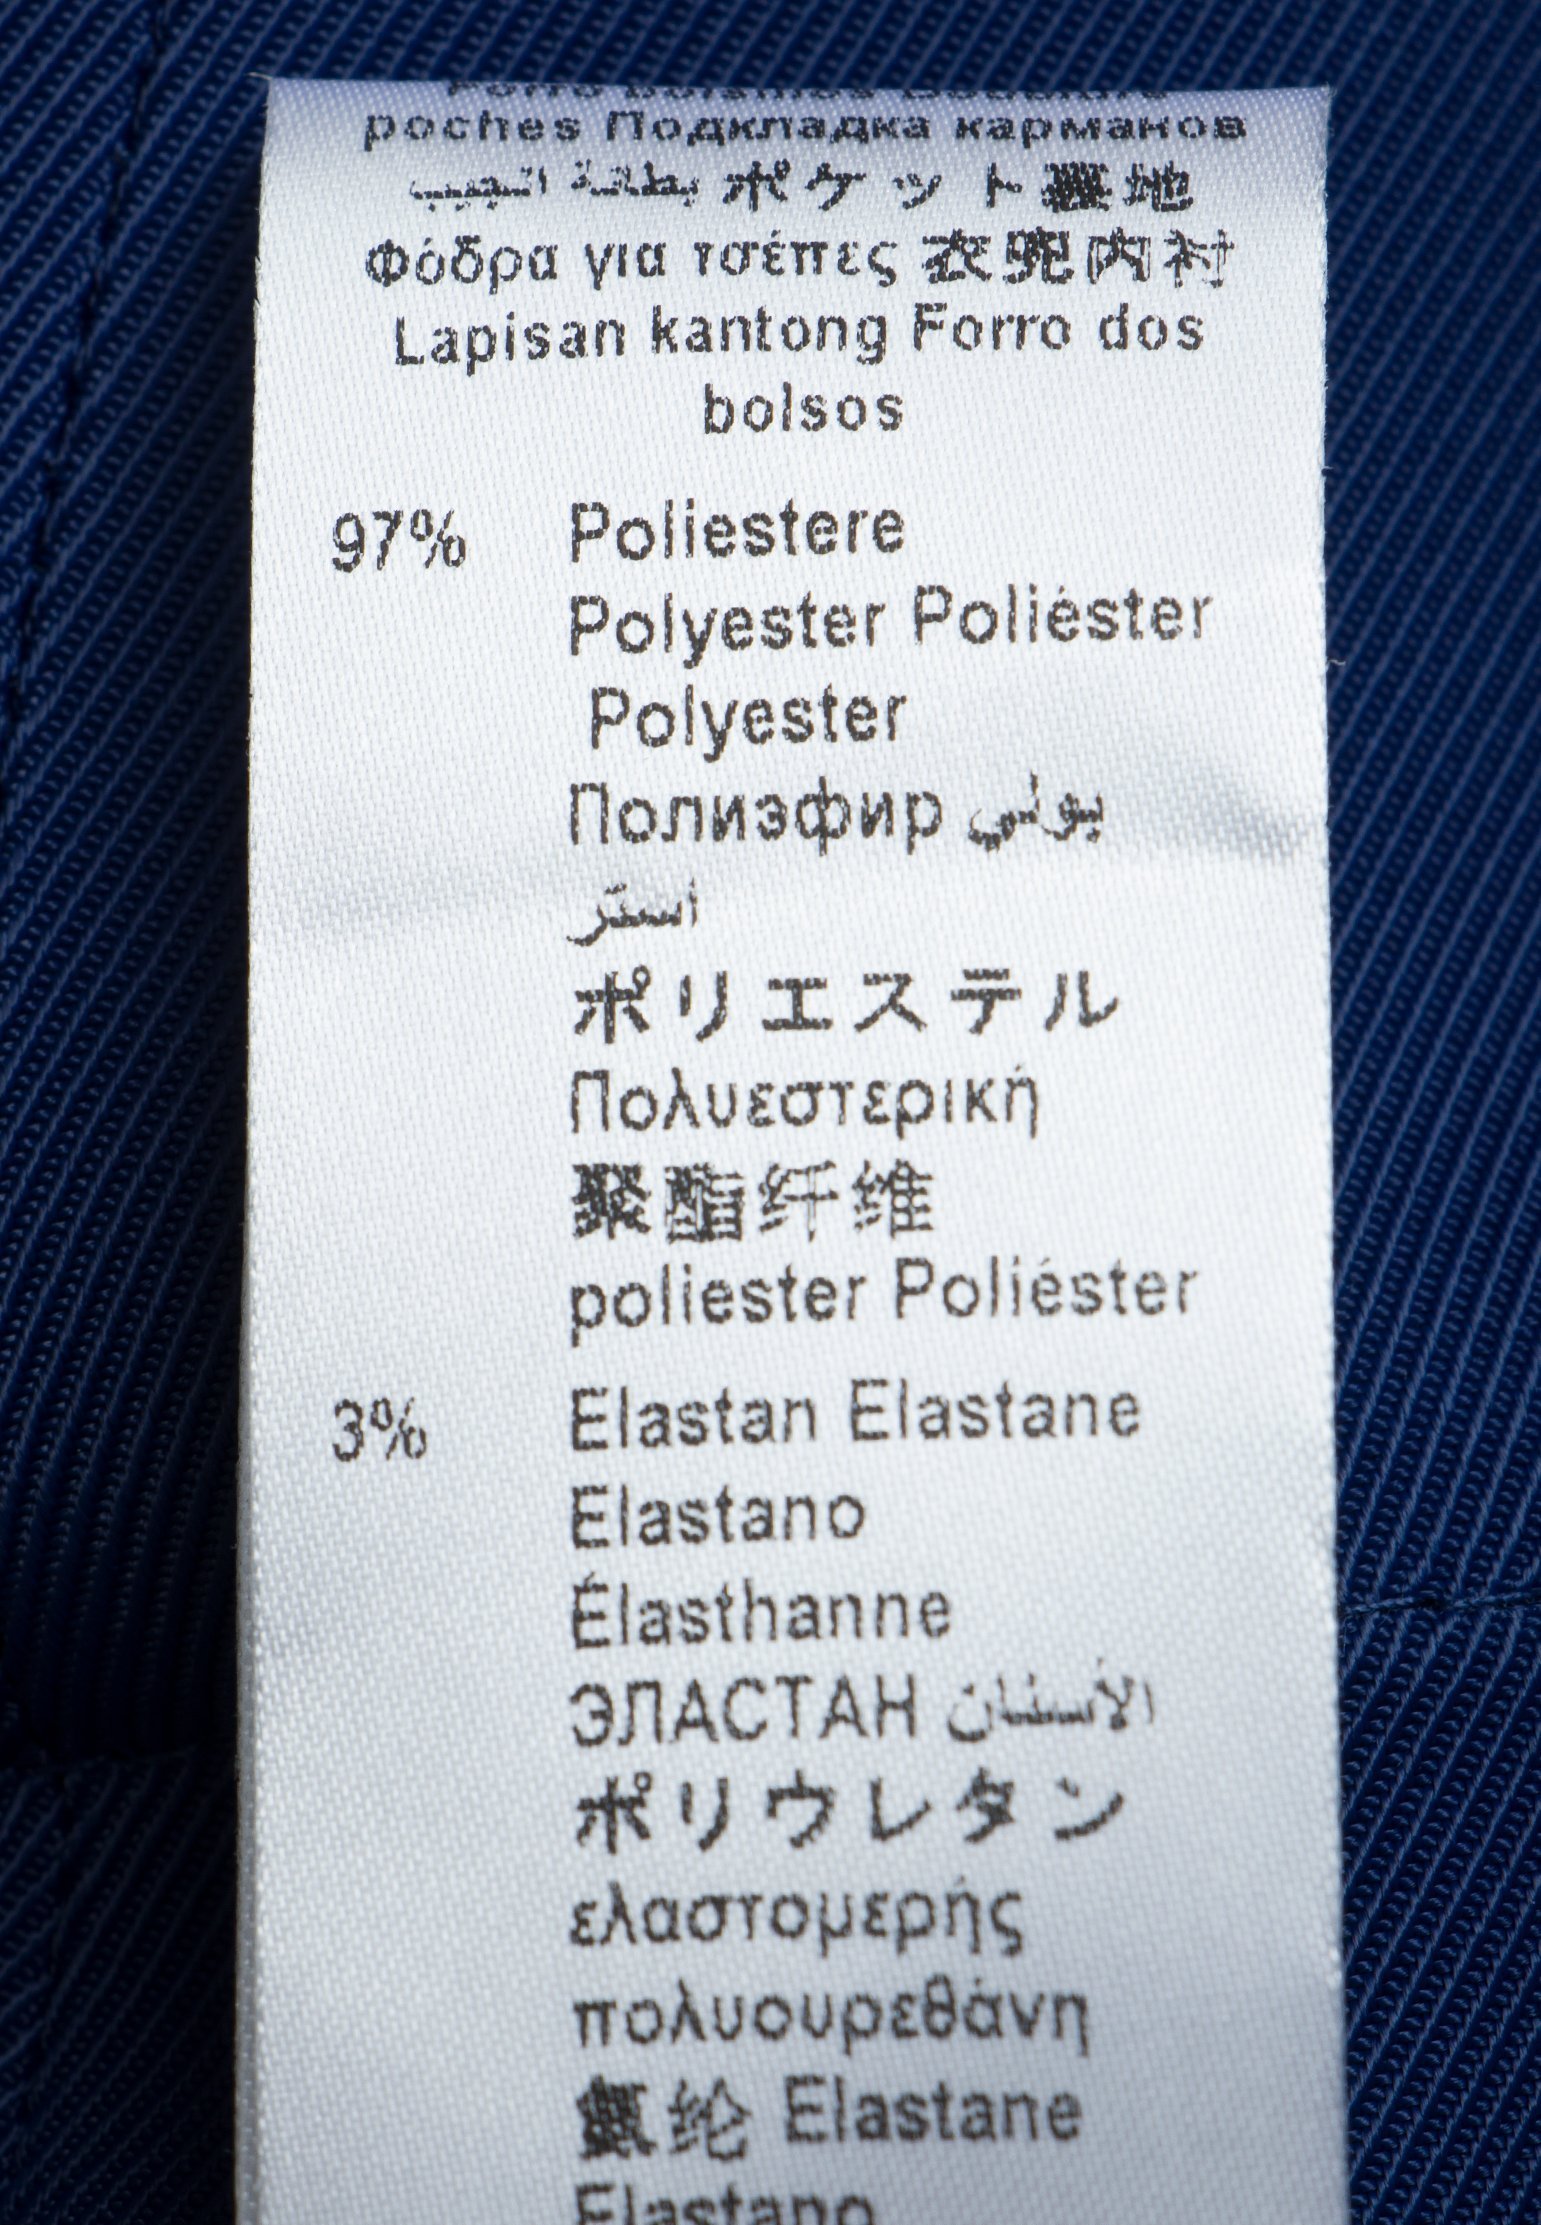 poches Подкладка карманов
بطانة الجيب ポケット裏地
Φόδρα για τσέπες 衣兜内衬
Lapisan kantong Forro dos
bolsos
97% Poliestere
Polyester Poliéster
Polyester
Полиэфир بولي
استر
ポリエステル
Πολυεστερική
聚酯纤维
poliester Poliéster
3% Elastan Elastane
Elastano
Élasthanne
ЭЛАСТАН الأستان
ポリウレタン
ελαστομερής
πολυουρεθάνη
氨纶 Elastane
Elastano